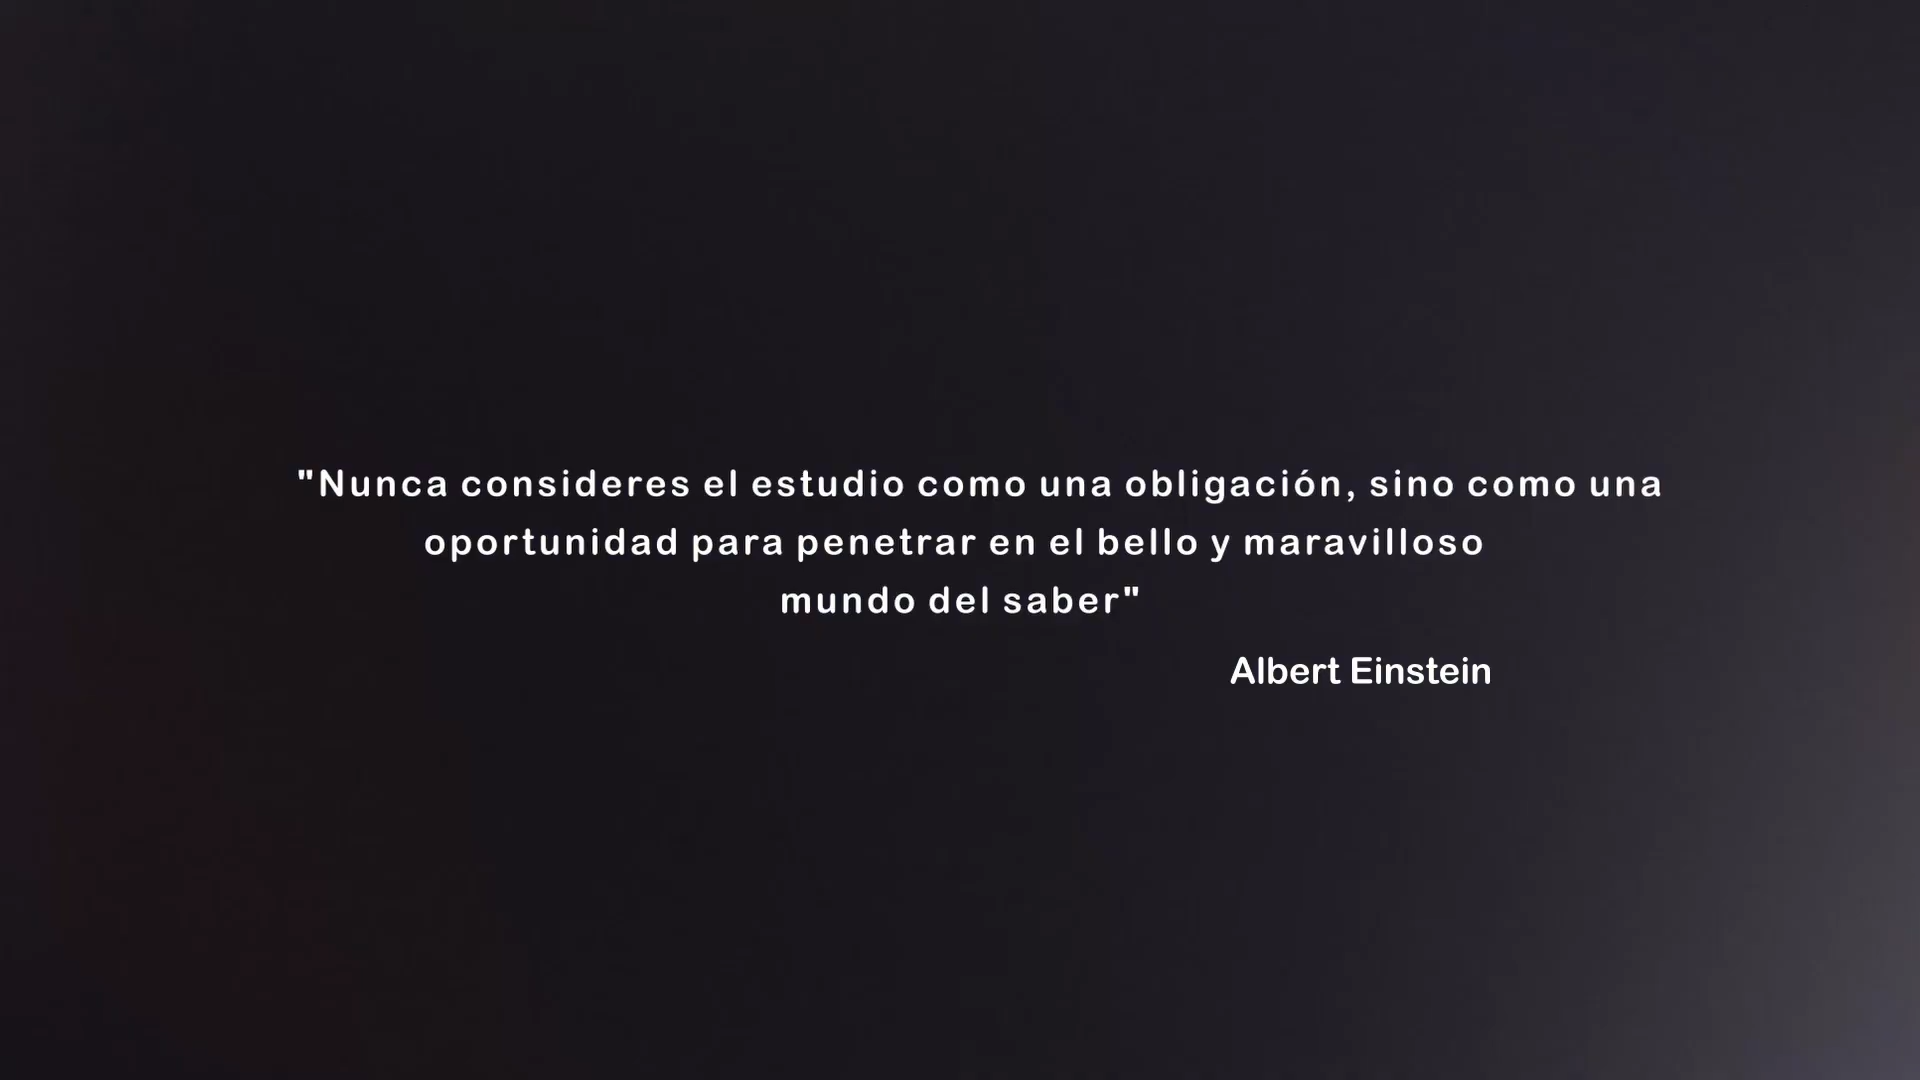 "Nunca consideres el estudio como una obligación, sino como una
oportunidad para penetrar en el bello y maravilloso
mundo del saber"
Albert Einstein